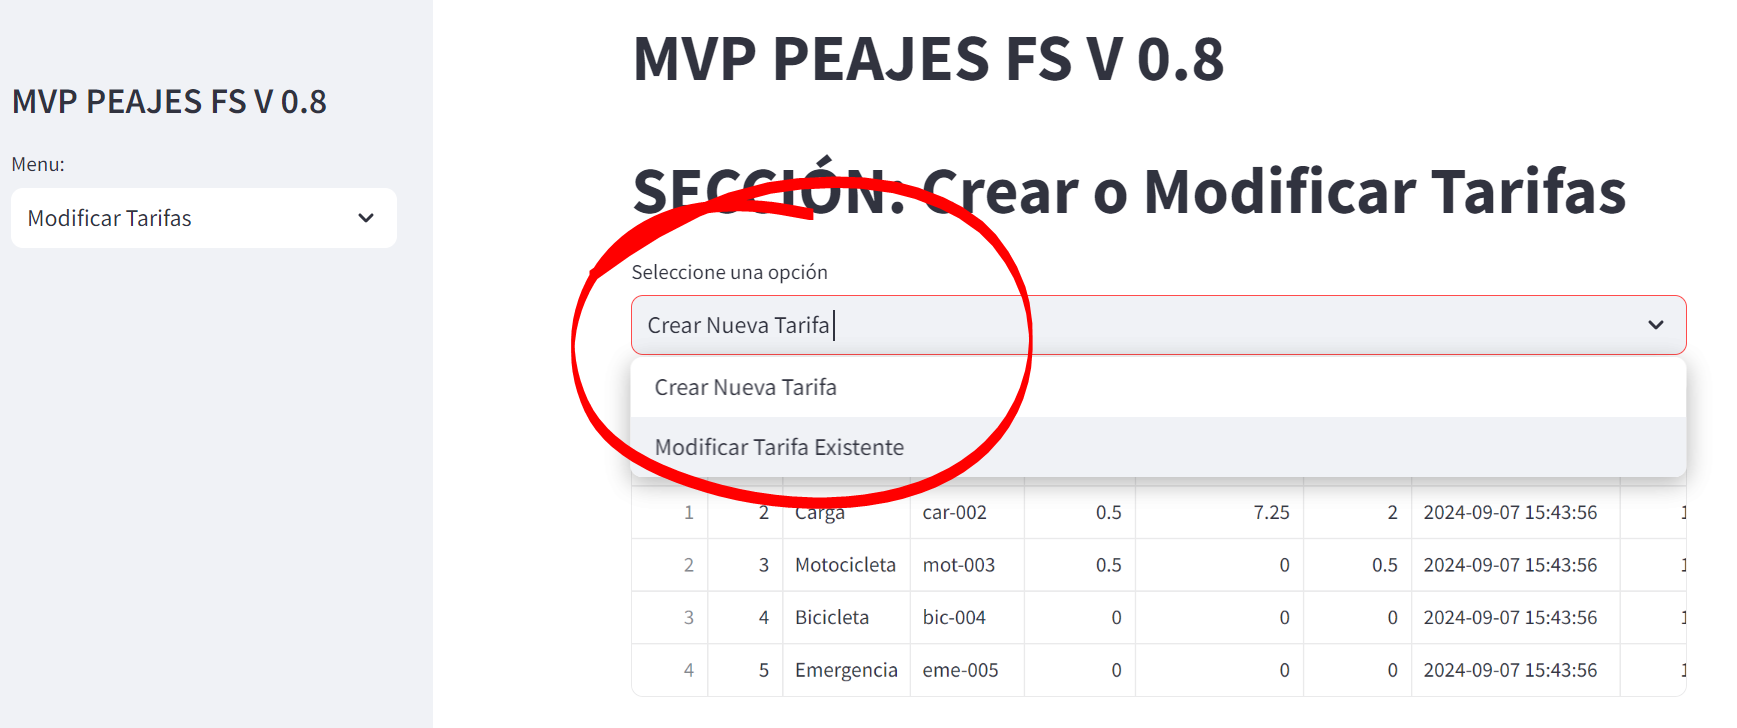 MVP PEAJES FS V 0.8
Menu:
Modificar Tarifas
MVP PEAJES FS V 0.8
SECCIÓN: Crear o Modificar Tarifas
Seleccione una opción
Crear Nueva Tarifa
Crear Nueva Tarifa
Modificar Tarifa Existente
1 2 Carga car-002 0.5 7.25 2 2024-09-07 15:43:56
2 3 Motocicleta mot-003 0.5 0 0.5 2024-09-07 15:43:56
3 4 Bicicleta bic-004 0 0 0 2024-09-07 15:43:56
4 5 Emergencia eme-005 0 0 0 2024-09-07 15:43:56